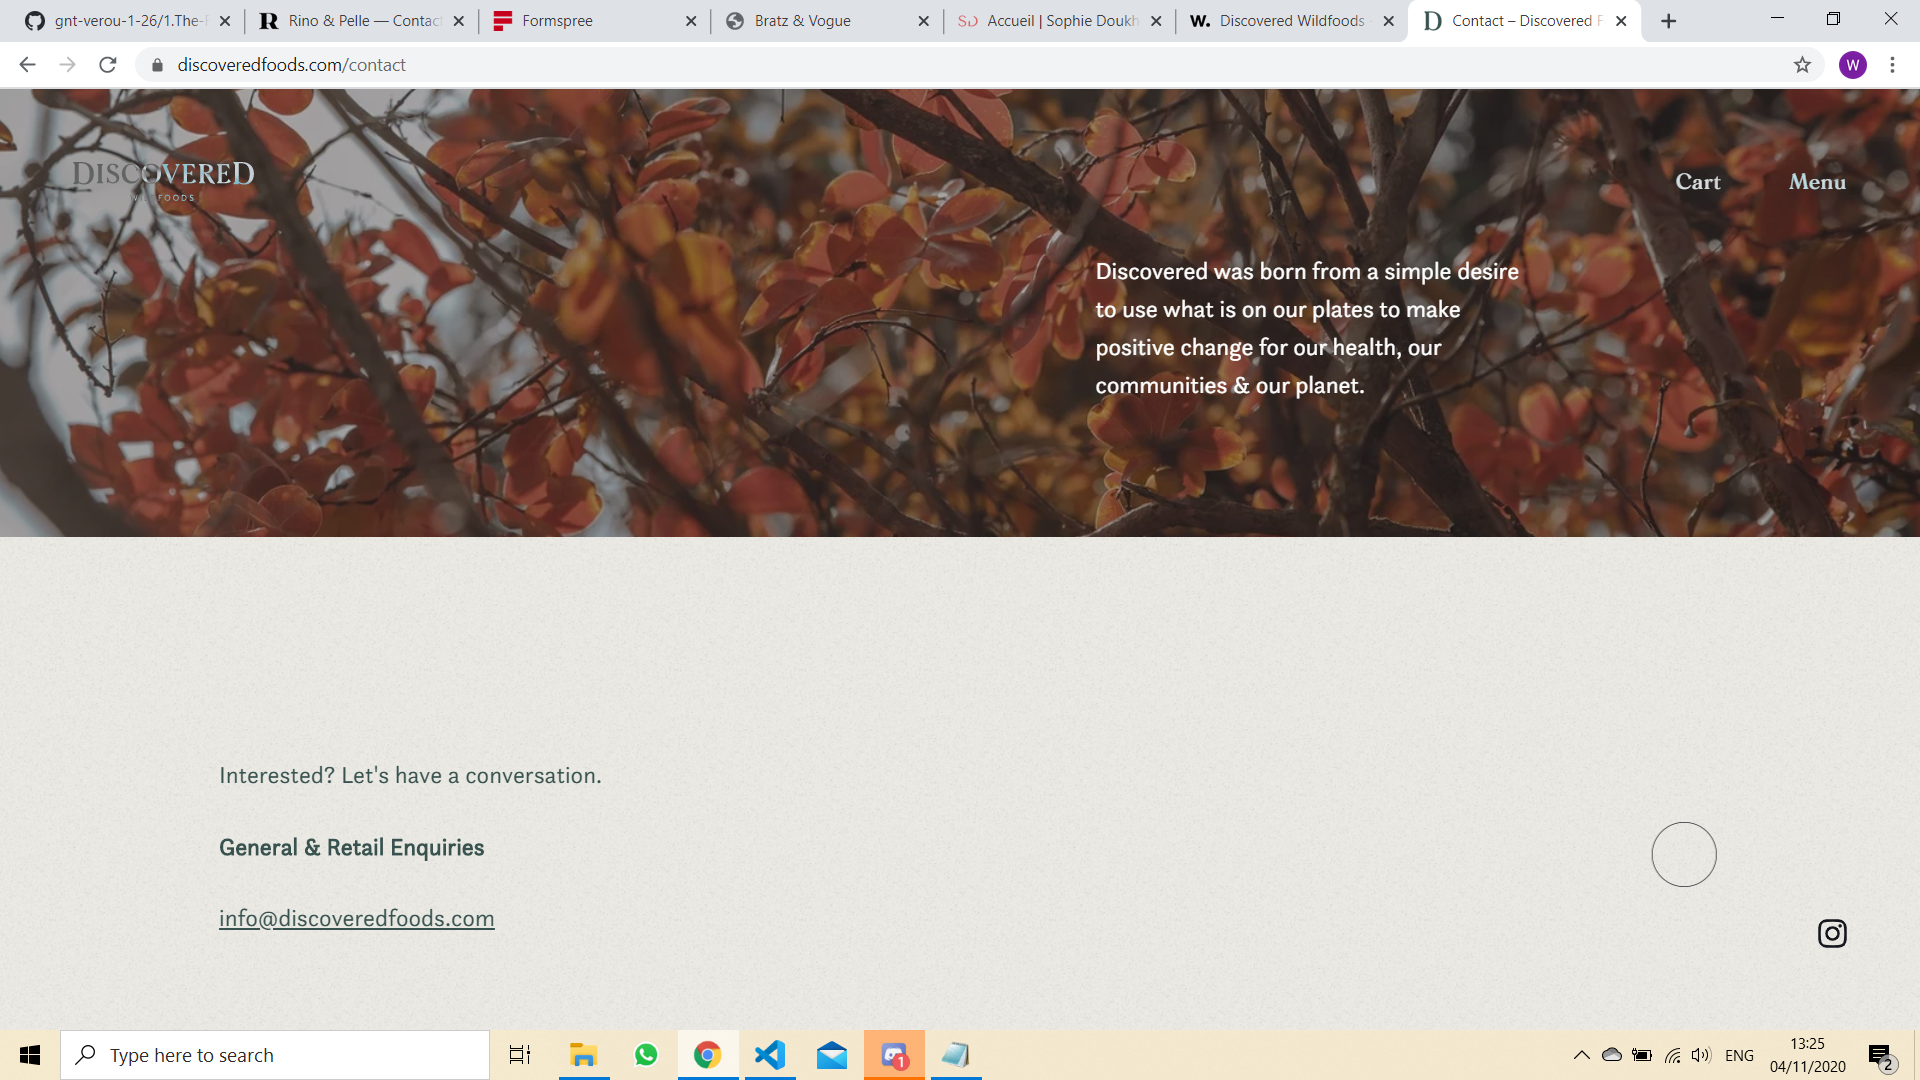 gnt-verou-1-26/1.The-
Rino & Pelle — Contac
Formspree
Bratz & Vogue
Accueil | Sophie Doukh
Discovered Wildfoods
Contact – Discovered F
discoveredfoods.com/contact
W
DISCOVERED
WILDFOODS
Cart
Menu
Discovered was born from a simple desire
to use what is on our plates to make
positive change for our health, our
communities & our planet.
Interested? Let's have a conversation.
General & Retail Enquiries
info@discoveredfoods.com
Type here to search
1
ENG
13:25
04/11/2020
2